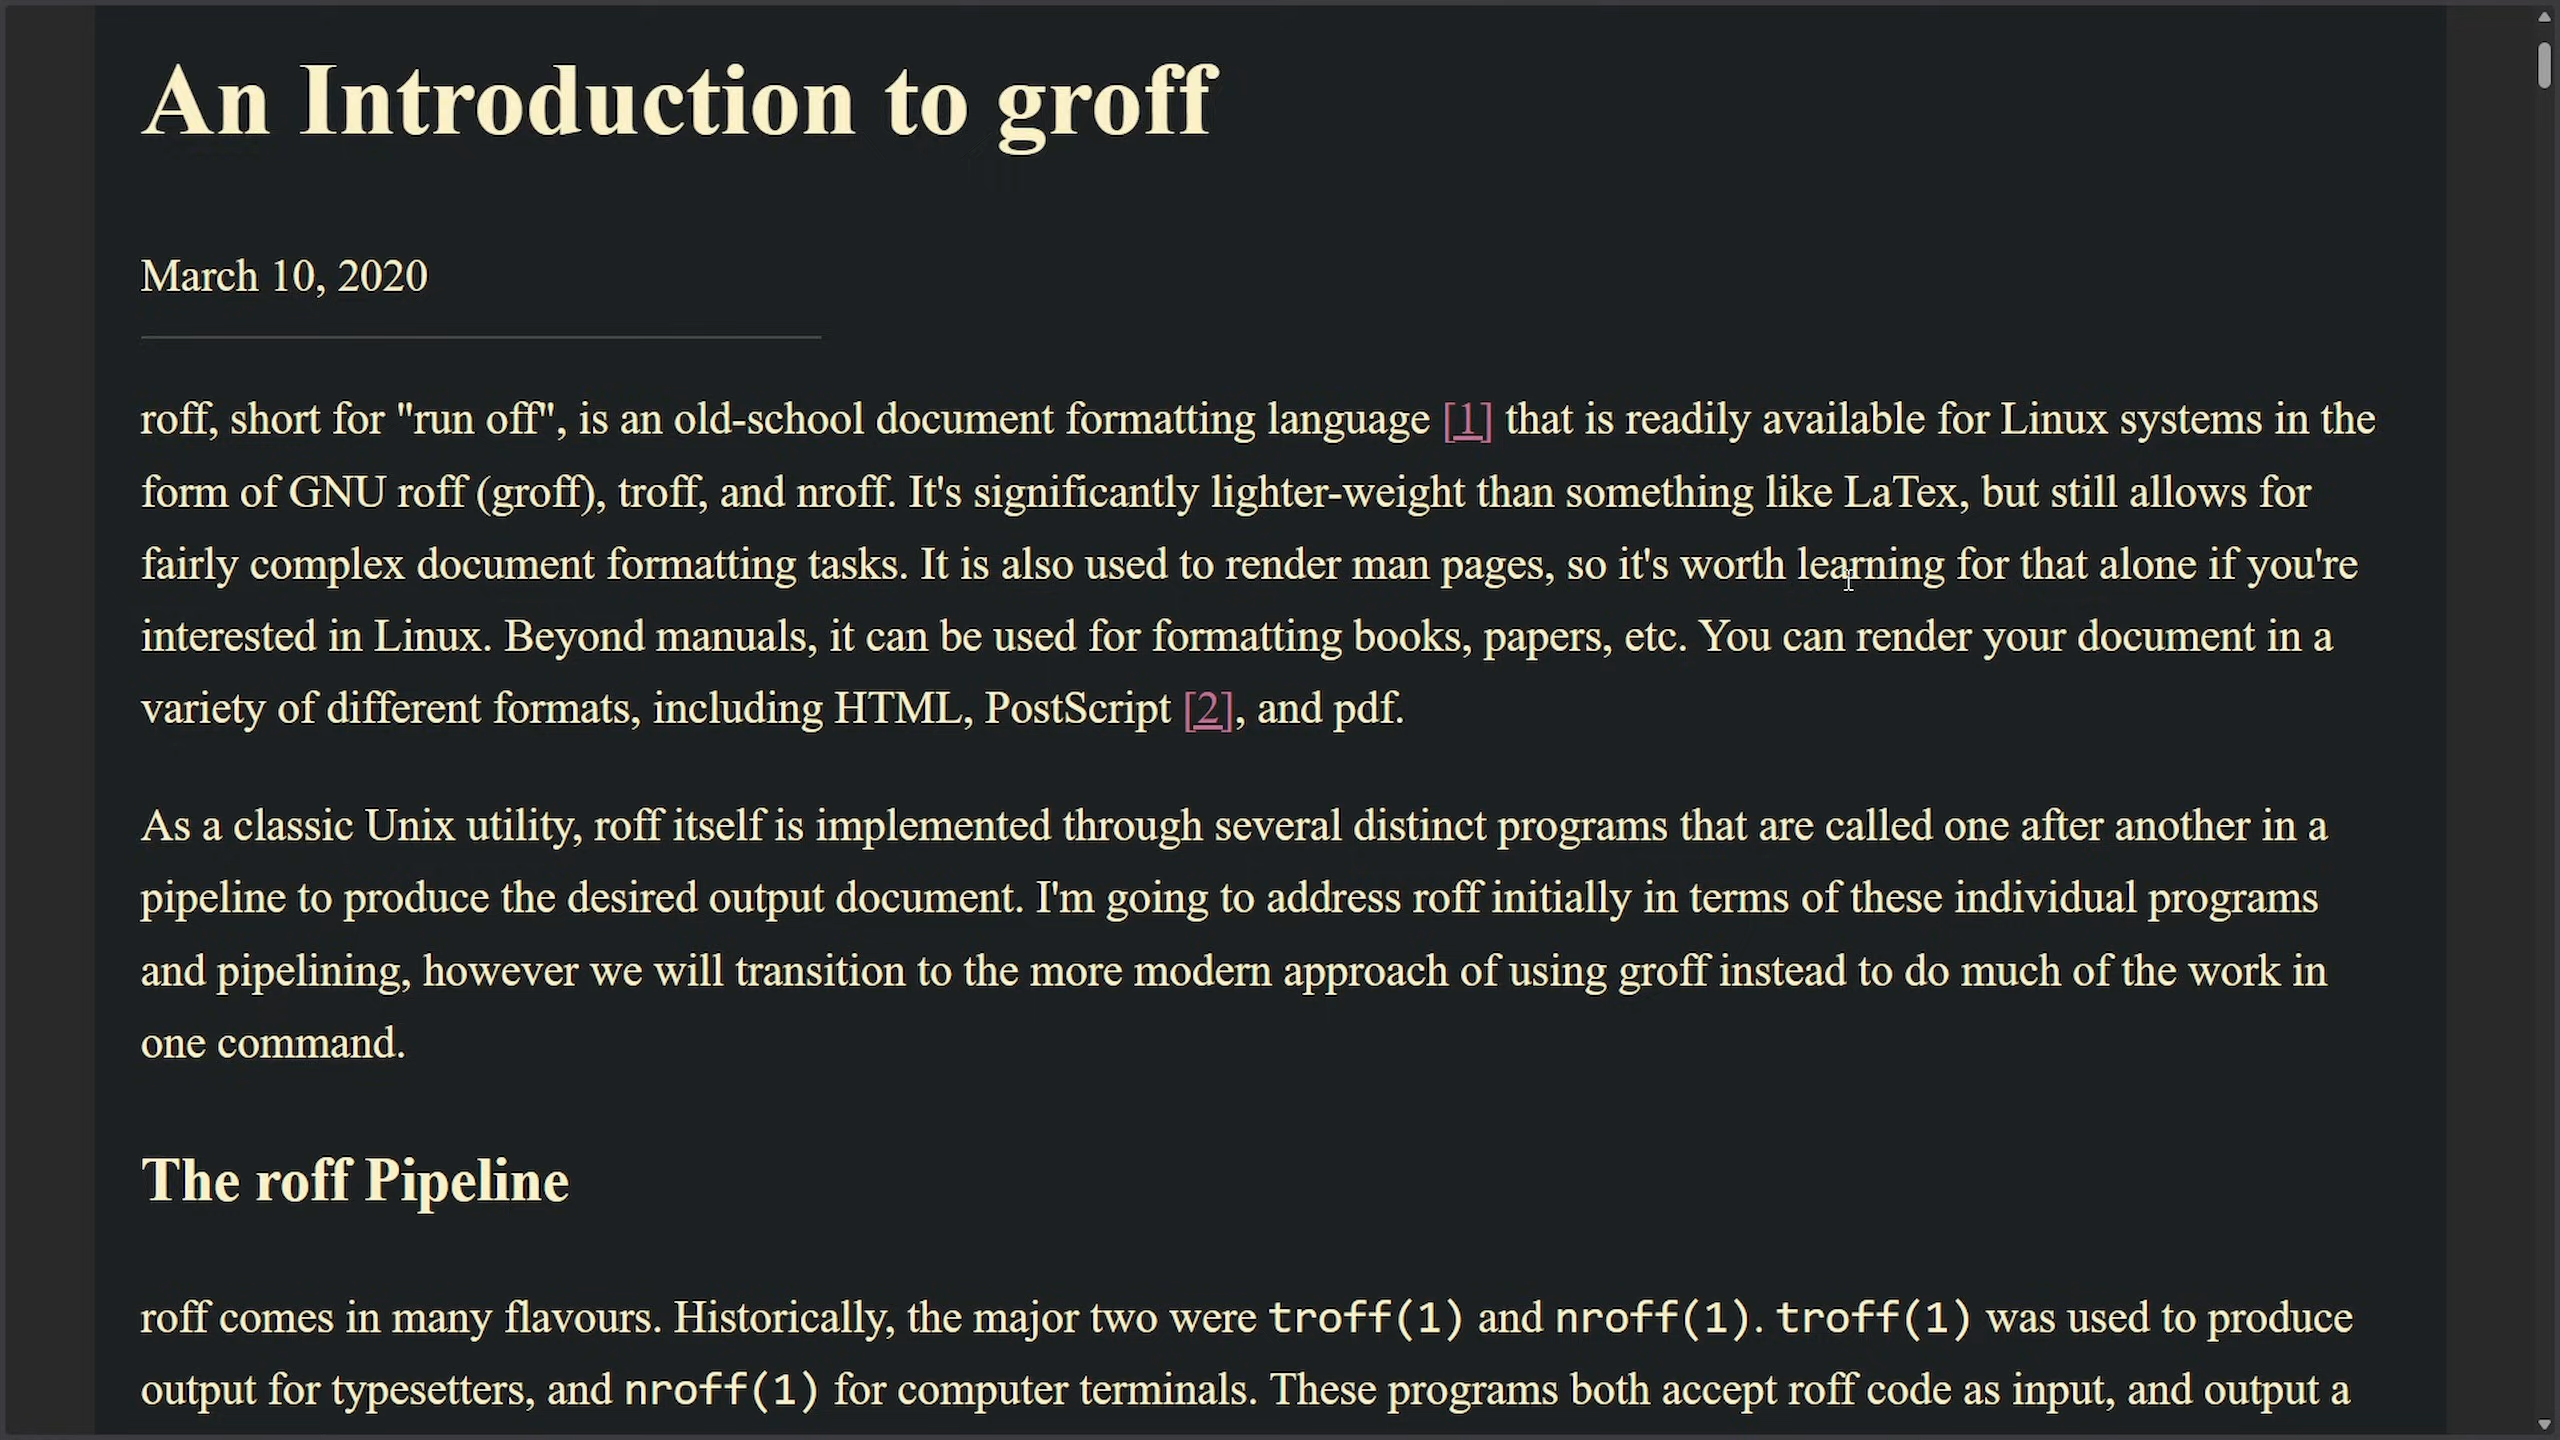 An Introduction to groff
March 10, 2020
roff, short for "run off", is an old-school document formatting language [1] that is readily available for Linux systems in the
form of GNU roff (groff), troff, and nroff. It's significantly lighter-weight than something like LaTex, but still allows for
fairly complex document formatting tasks. It is also used to render man pages, so it's worth learning for that alone if you're
interested in Linux. Beyond manuals, it can be used for formatting books, papers, etc. You can render your document in a
variety of different formats, including HTML, PostScript [2], and pdf.
As a classic Unix utility, roff itself is implemented through several distinct programs that are called one after another in a
pipeline to produce the desired output document. I'm going to address roff initially in terms of these individual programs
and pipelining, however we will transition to the more modern approach of using groff instead to do much of the work in
one command.
The roff Pipeline
roff comes in many flavours. Historically, the major two were troff(1) and nroff(1). troff(1) was used to produce
output for typesetters, and nroff(1) for computer terminals. These programs both accept roff code as input, and output a